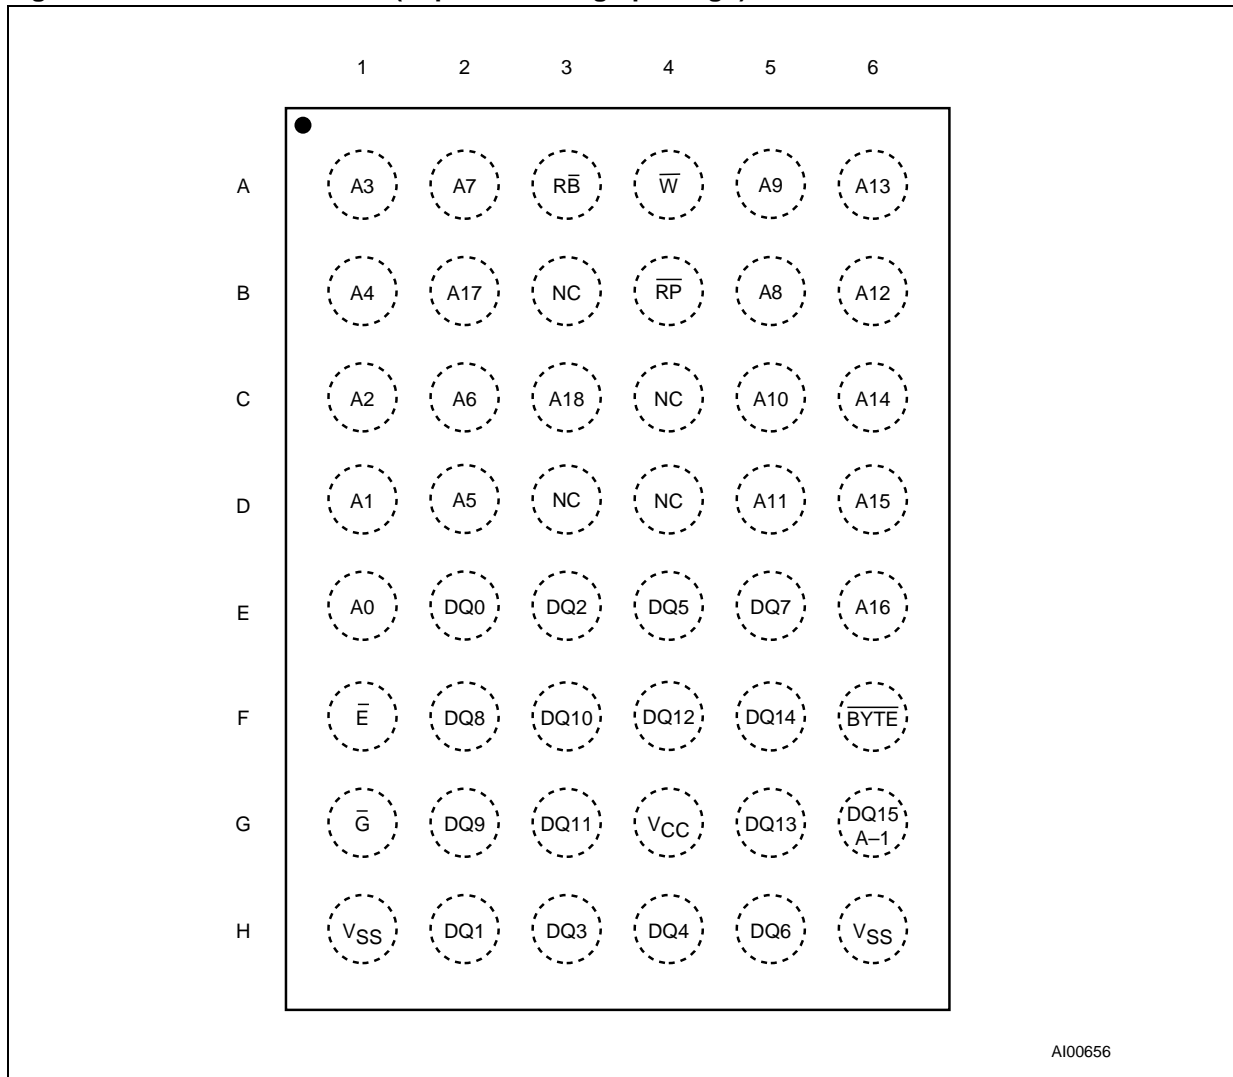 1 2 3 4 5 6
A A3 A7 RB̅ W̅ A9 A13
B A4 A17 NC R̅P̅ A8 A12
C A2 A6 A18 NC A10 A14
D A1 A5 NC NC A11 A15
E A0 DQ0 DQ2 DQ5 DQ7 A16
F E̅ DQ8 DQ10 DQ12 DQ14 B̅Y̅T̅E̅
G G̅ DQ9 DQ11 VCC DQ13 DQ15
A–1
H VSS DQ1 DQ3 DQ4 DQ6 VSS
AI00656